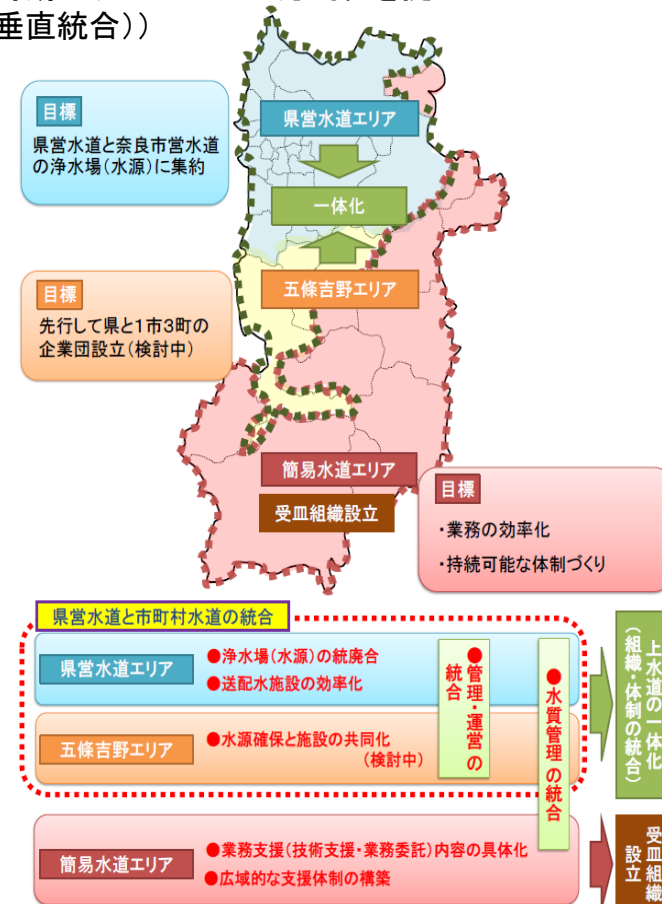 垂直統合））
目標
県営水道と奈良市営水道
の浄水場（水源）に集約
県営水道エリア
一体化
五條吉野エリア
目標
先行して県と１市３町の
企業団設立（検討中）
簡易水道エリア
受皿組織設立
目標
・業務の効率化
・持続可能な体制づくり
県営水道と市町村水道の統合
県営水道エリア
●浄水場（水源）の統廃合
●送配水施設の効率化
五條吉野エリア
●水源確保と施設の共同化
（検討中）
●管理・運営の
統合
●水質管理の統合
上水道の一体化
（組織・体制の統合）
簡易水道エリア
●業務支援（技術支援・業務委託）内容の具体化
●広域的な支援体制の構築
受皿組織
設立